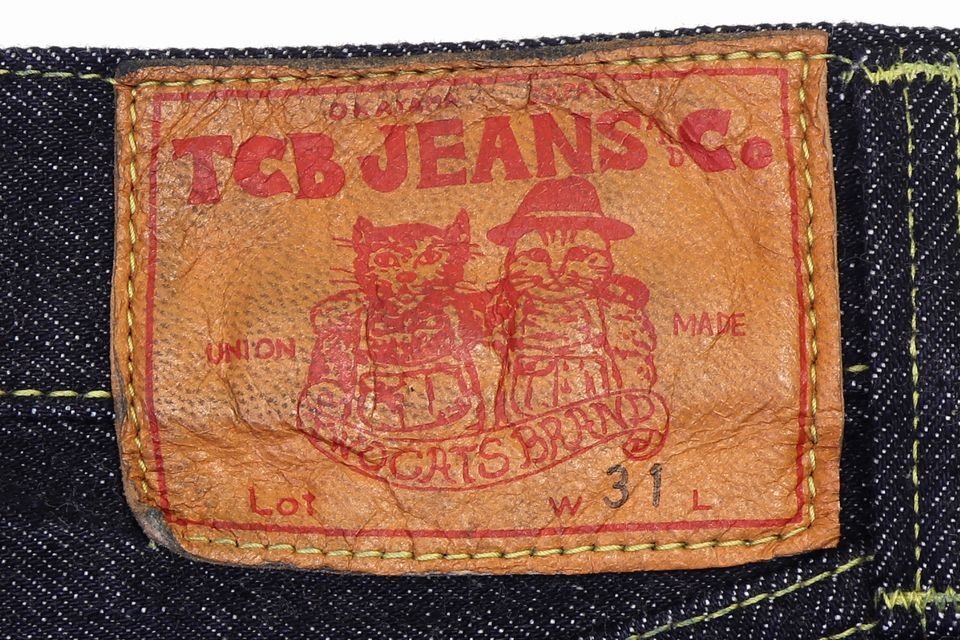 OKAYAMA JAPAN
TCB JEANS & Co
UNION MADE
TWO CATS BRAND
Lot W 31 L